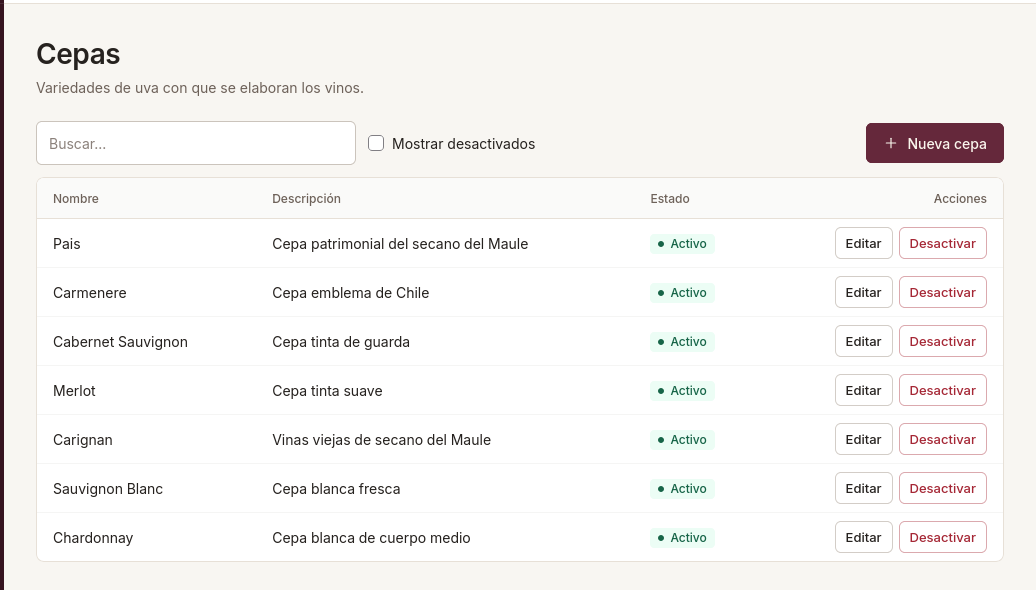 Cepas
Variedades de uva con que se elaboran los vinos.
Buscar...
Mostrar desactivados
+ Nueva cepa
Nombre Descripción Estado Acciones
Pais Cepa patrimonial del secano del Maule Activo Editar Desactivar
Carmenere Cepa emblema de Chile Activo Editar Desactivar
Cabernet Sauvignon Cepa tinta de guarda Activo Editar Desactivar
Merlot Cepa tinta suave Activo Editar Desactivar
Carignan Vinas viejas de secano del Maule Activo Editar Desactivar
Sauvignon Blanc Cepa blanca fresca Activo Editar Desactivar
Chardonnay Cepa blanca de cuerpo medio Activo Editar Desactivar